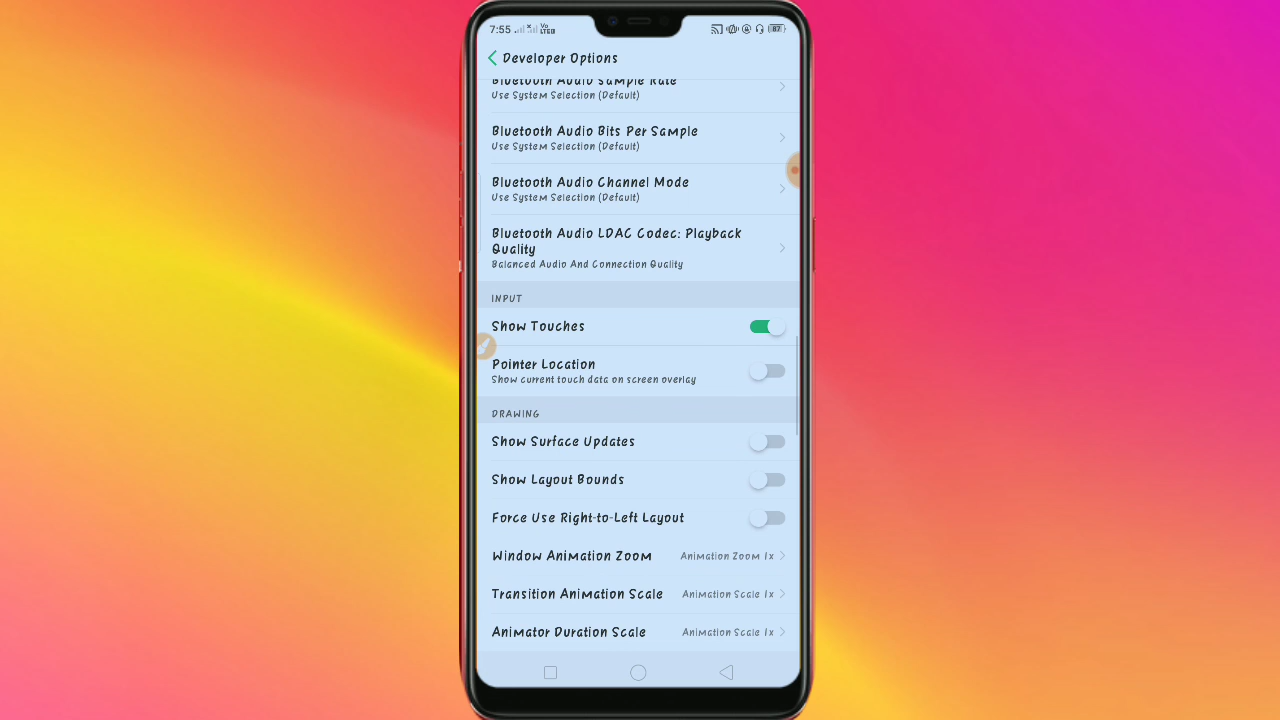 7:55
Vo
LTE
87
Developer Options
Bluetooth Audio Sample Rate
Use System Selection (Default)
Bluetooth Audio Bits Per Sample
Use System Selection (Default)
Bluetooth Audio Channel Mode
Use System Selection (Default)
Bluetooth Audio LDAC Codec: Playback
Quality
Balanced Audio And Connection Quality
INPUT
Show Touches
Pointer Location
Show current touch data on screen overlay
DRAWING
Show Surface Updates
Show Layout Bounds
Force Use Right-to-Left Layout
Window Animation Zoom Animation Zoom 1x
Transition Animation Scale Animation Scale 1x
Animator Duration Scale Animation Scale 1x